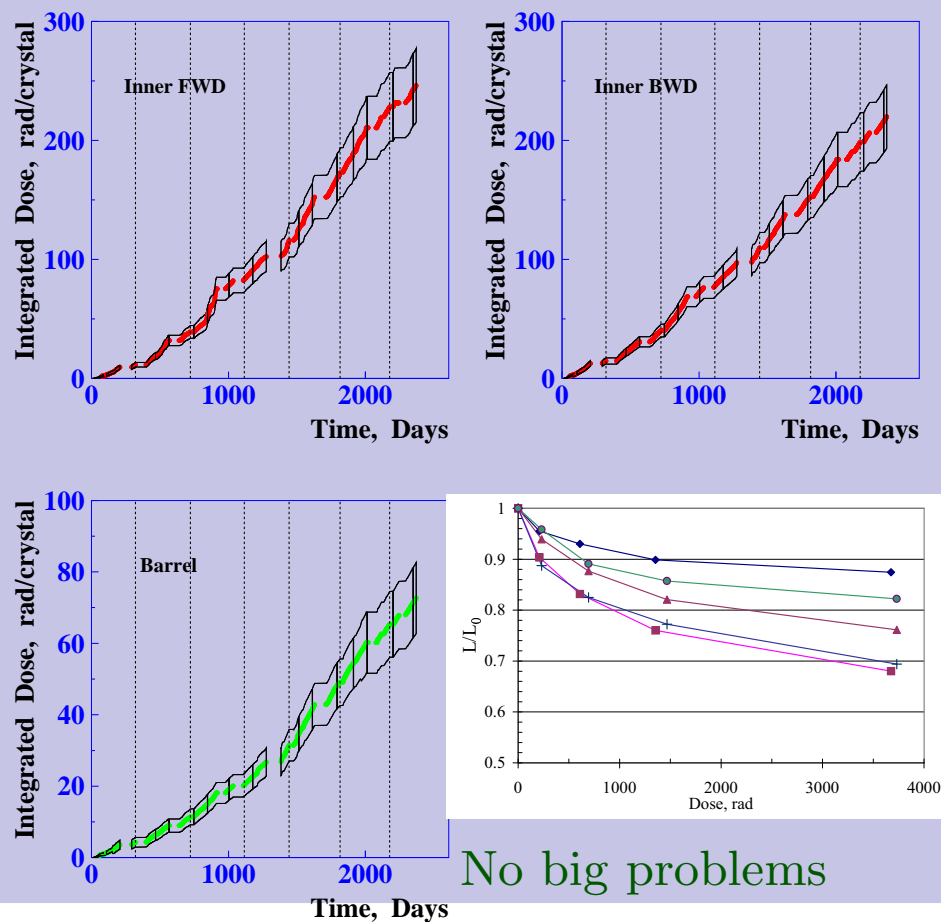 300
200
100
0
0 1000 2000
Integrated Dose, rad/crystal
Time, Days
Inner FWD
300
200
100
0
0 1000 2000
Integrated Dose, rad/crystal
Time, Days
Inner BWD
100
80
60
40
20
0
0 1000 2000
Integrated Dose, rad/crystal
Time, Days
Barrel
1
0.9
0.8
0.7
0.6
0.5
0 1000 2000 3000 4000
L/L0
Dose, rad
No big problems